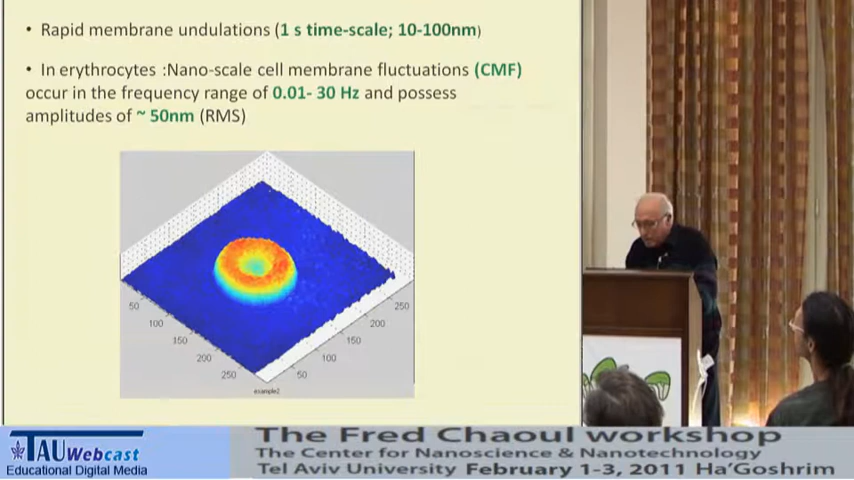 • Rapid membrane undulations (1 s time-scale; 10-100nm)
• In erythrocytes :Nano-scale cell membrane fluctuations (CMF)
occur in the frequency range of 0.01- 30 Hz and possess
amplitudes of ~ 50nm (RMS)
50
100
150
200
250
250
200
150
100
50
example2
TAU Webcast
Educational Digital Media
The Fred Chaoul workshop
The Center for Nanoscience & Nanotechnology
Tel Aviv University February 1-3, 2011 Ha'Goshrim